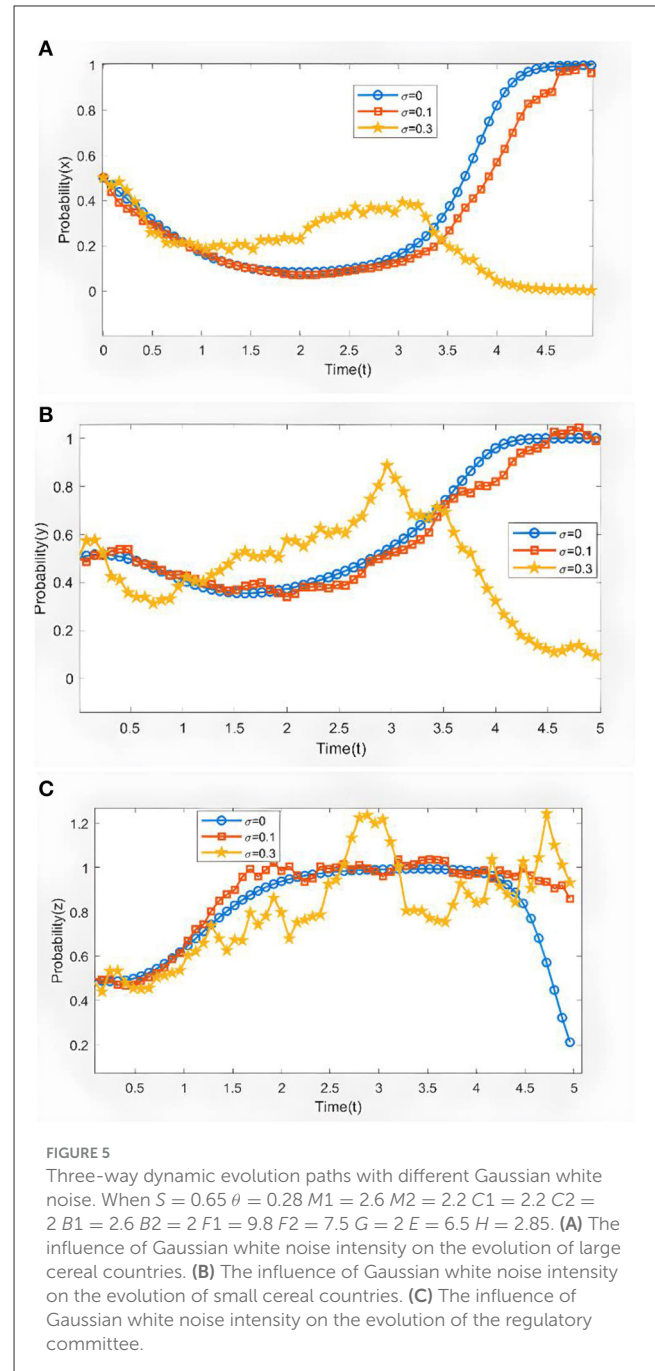 A
1
0.8
0.6
0.4
0.2
0
Probability(x)
σ=0
σ=0.1
σ=0.3
0 0.5 1 1.5 2 2.5 3 3.5 4 4.5
Time(t)
B
1
0.8
0.6
0.4
0.2
0
Probability(y)
σ=0
σ=0.1
σ=0.3
0.5 1 1.5 2 2.5 3 3.5 4 4.5 5
Time(t)
C
1.2
1
0.8
0.6
0.4
0.2
Probability(z)
σ=0
σ=0.1
σ=0.3
0.5 1 1.5 2 2.5 3 3.5 4 4.5 5
Time(t)
FIGURE 5
Three-way dynamic evolution paths with different Gaussian white
noise. When S = 0.65 θ = 0.28 M1 = 2.6 M2 = 2.2 C1 = 2.2 C2 =
2 B1 = 2.6 B2 = 2 F1 = 9.8 F2 = 7.5 G = 2 E = 6.5 H = 2.85. (A) The
influence of Gaussian white noise intensity on the evolution of large
cereal countries. (B) The influence of Gaussian white noise intensity
on the evolution of small cereal countries. (C) The influence of
Gaussian white noise intensity on the evolution of the regulatory
committee.